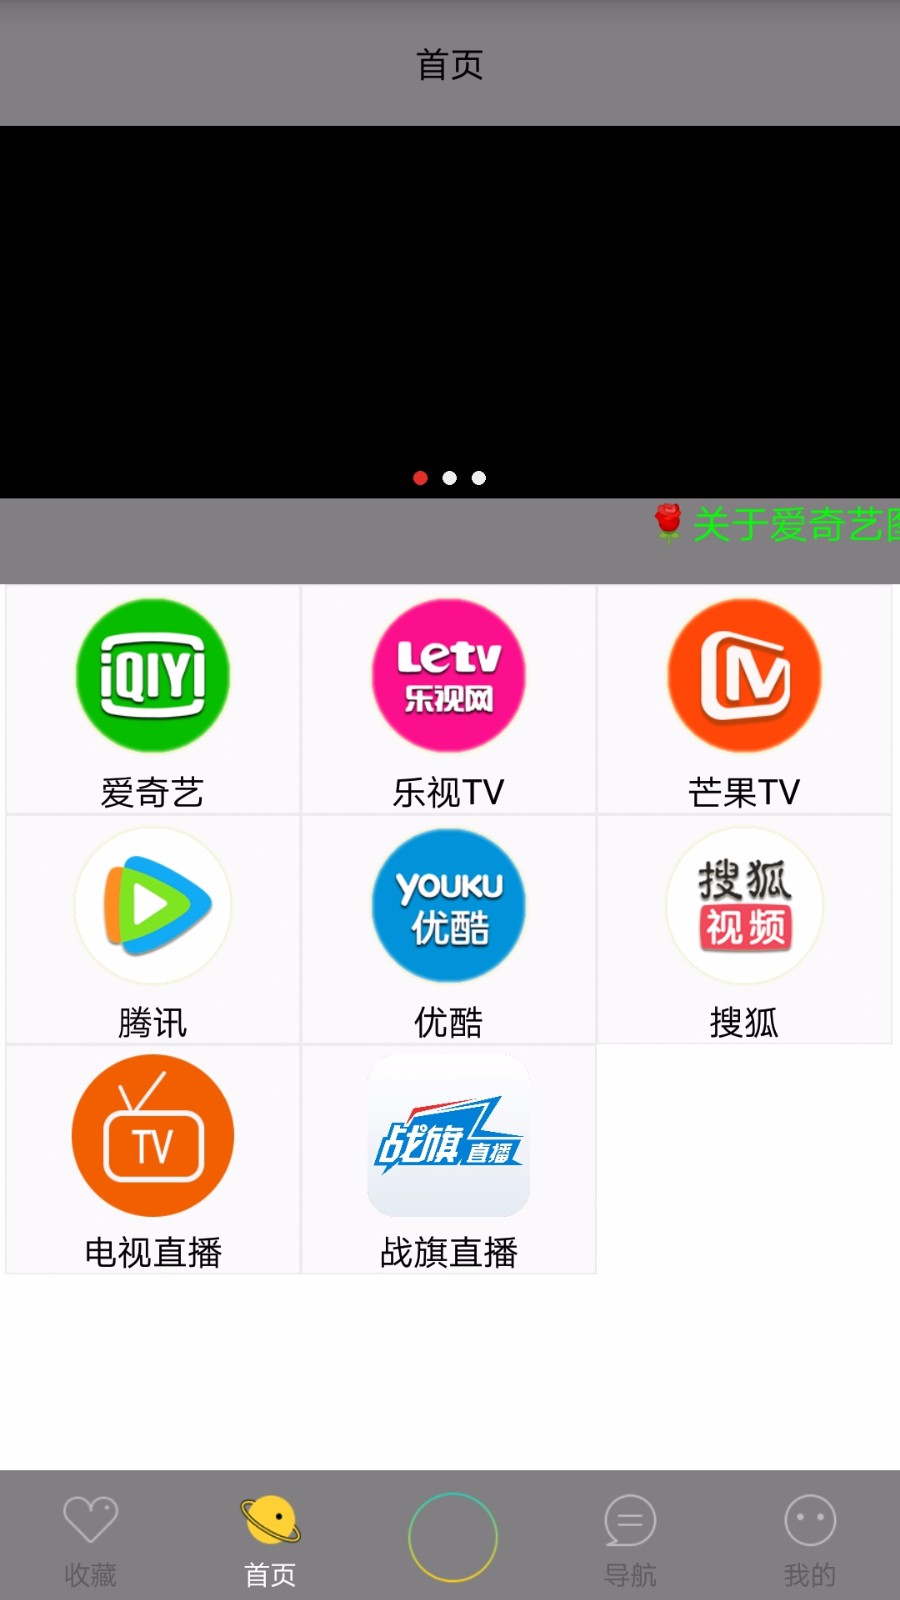 首页
🌹关于爱奇艺
iQIYI
Letv
乐视网
爱奇艺
乐视TV
芒果TV
YOUKU
优酷
搜狐
视频
腾讯
优酷
搜狐
TV
战旗直播
电视直播
战旗直播
收藏
首页
导航
我的